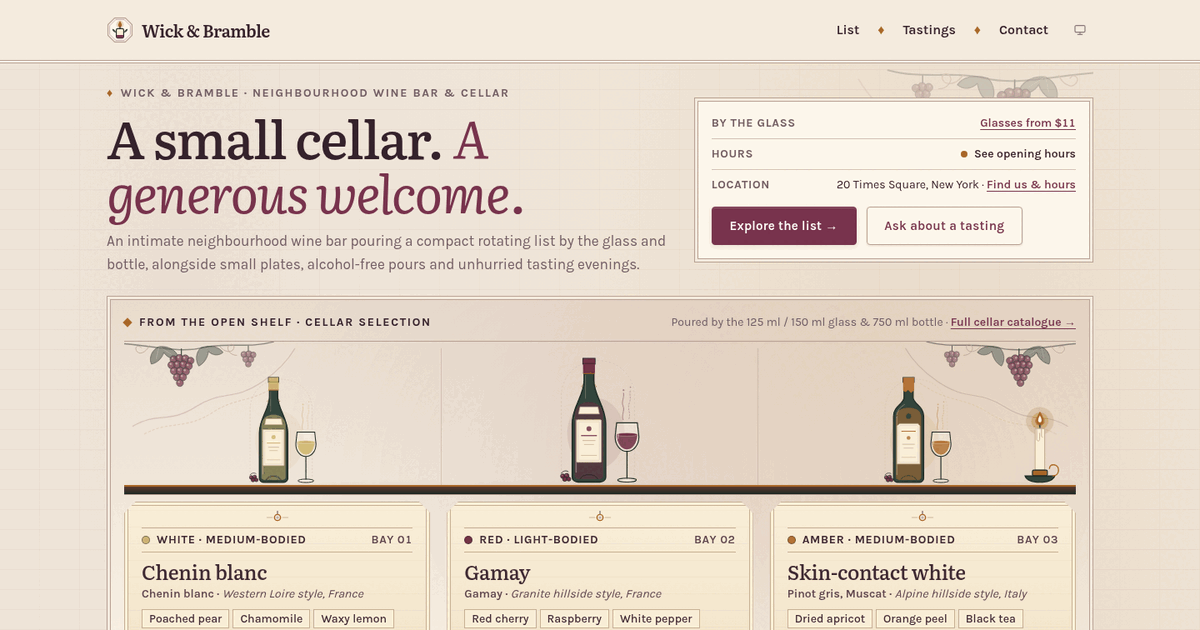 Wick & Bramble
List ♦ Tastings ♦ Contact
♦ WICK & BRAMBLE · NEIGHBOURHOOD WINE BAR & CELLAR
A small cellar. A
generous welcome.
An intimate neighbourhood wine bar pouring a compact rotating list by the glass and
bottle, alongside small plates, alcohol-free pours and unhurried tasting evenings.
BY THE GLASS Glasses from $11
HOURS See opening hours
LOCATION 20 Times Square, New York · Find us & hours
Explore the list → Ask about a tasting
◆ FROM THE OPEN SHELF · CELLAR SELECTION Poured by the 125 ml / 150 ml glass & 750 ml bottle · Full cellar catalogue →
WHITE · MEDIUM-BODIED BAY 01
Chenin blanc
Chenin blanc · Western Loire style, France
Poached pear Chamomile Waxy lemon
RED · LIGHT-BODIED BAY 02
Gamay
Gamay · Granite hillside style, France
Red cherry Raspberry White pepper
AMBER · MEDIUM-BODIED BAY 03
Skin-contact white
Pinot gris, Muscat · Alpine hillside style, Italy
Dried apricot Orange peel Black tea